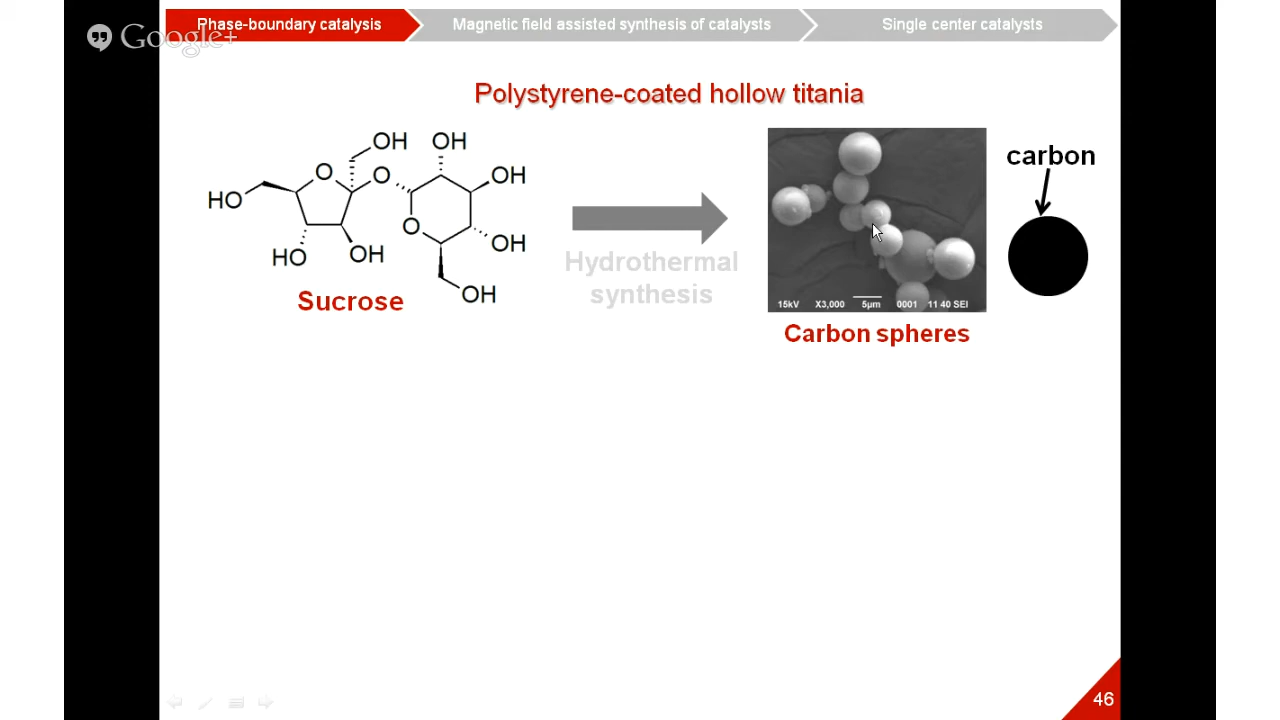 Phase-boundary catalysis
Magnetic field assisted synthesis of catalysts
Single center catalysts
Google+
Polystyrene-coated hollow titania
OH
OH
O
O
OH
HO
O
OH
HO
OH
OH
Sucrose
Hydrothermal
synthesis
15kV X3,000 5µm 0001 11 40 SEI
Carbon spheres
carbon
46